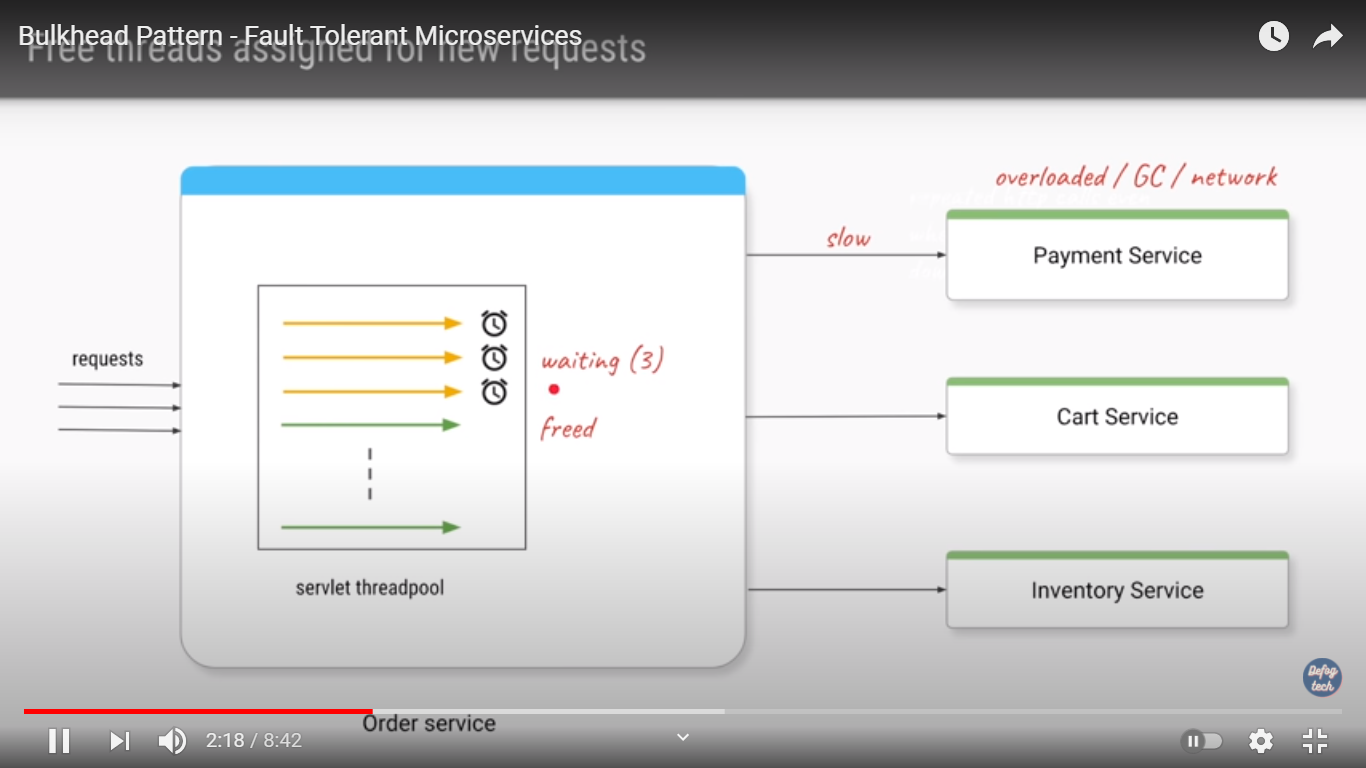 Bulkhead Pattern - Fault Tolerant Microservices
Free threads assigned for new requests
overloaded / GC / network
slow
Payment Service
requests
waiting (3)
freed
Cart Service
servlet threadpool
Inventory Service
Defog
tech
Order service
2:18 / 8:42